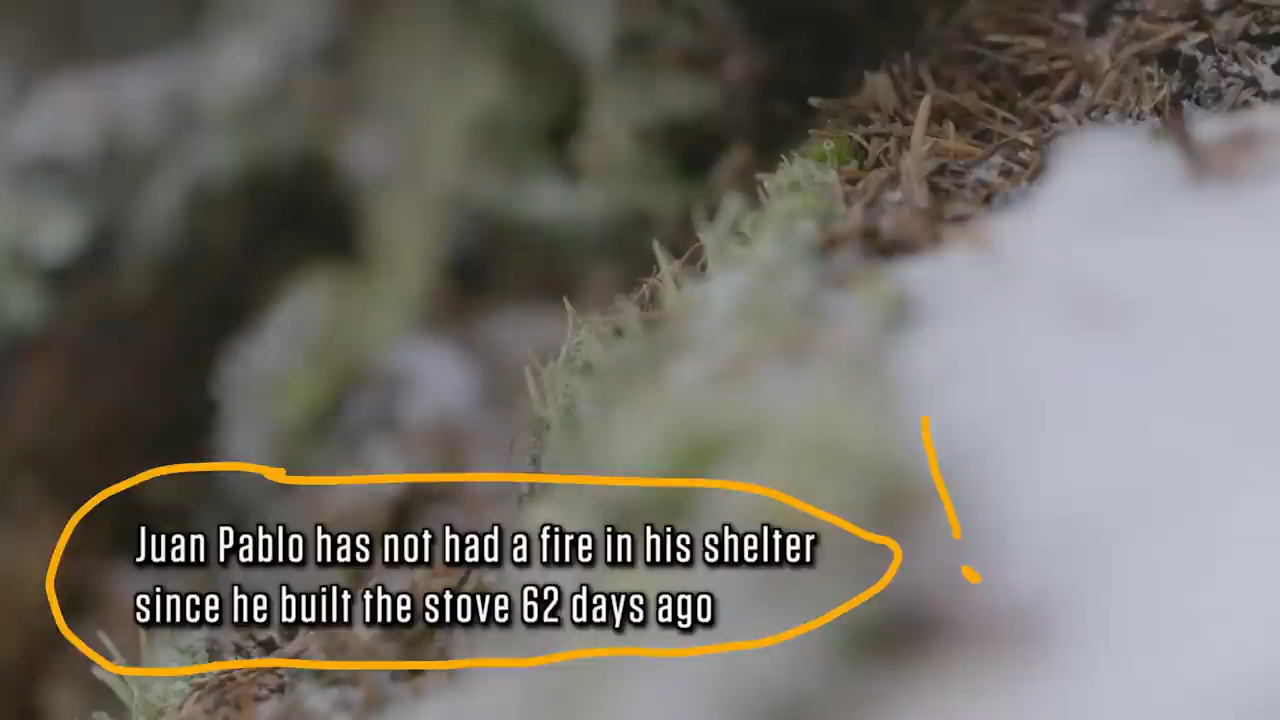 Juan Pablo has not had a fire in his shelter
since he built the stove 62 days ago
!